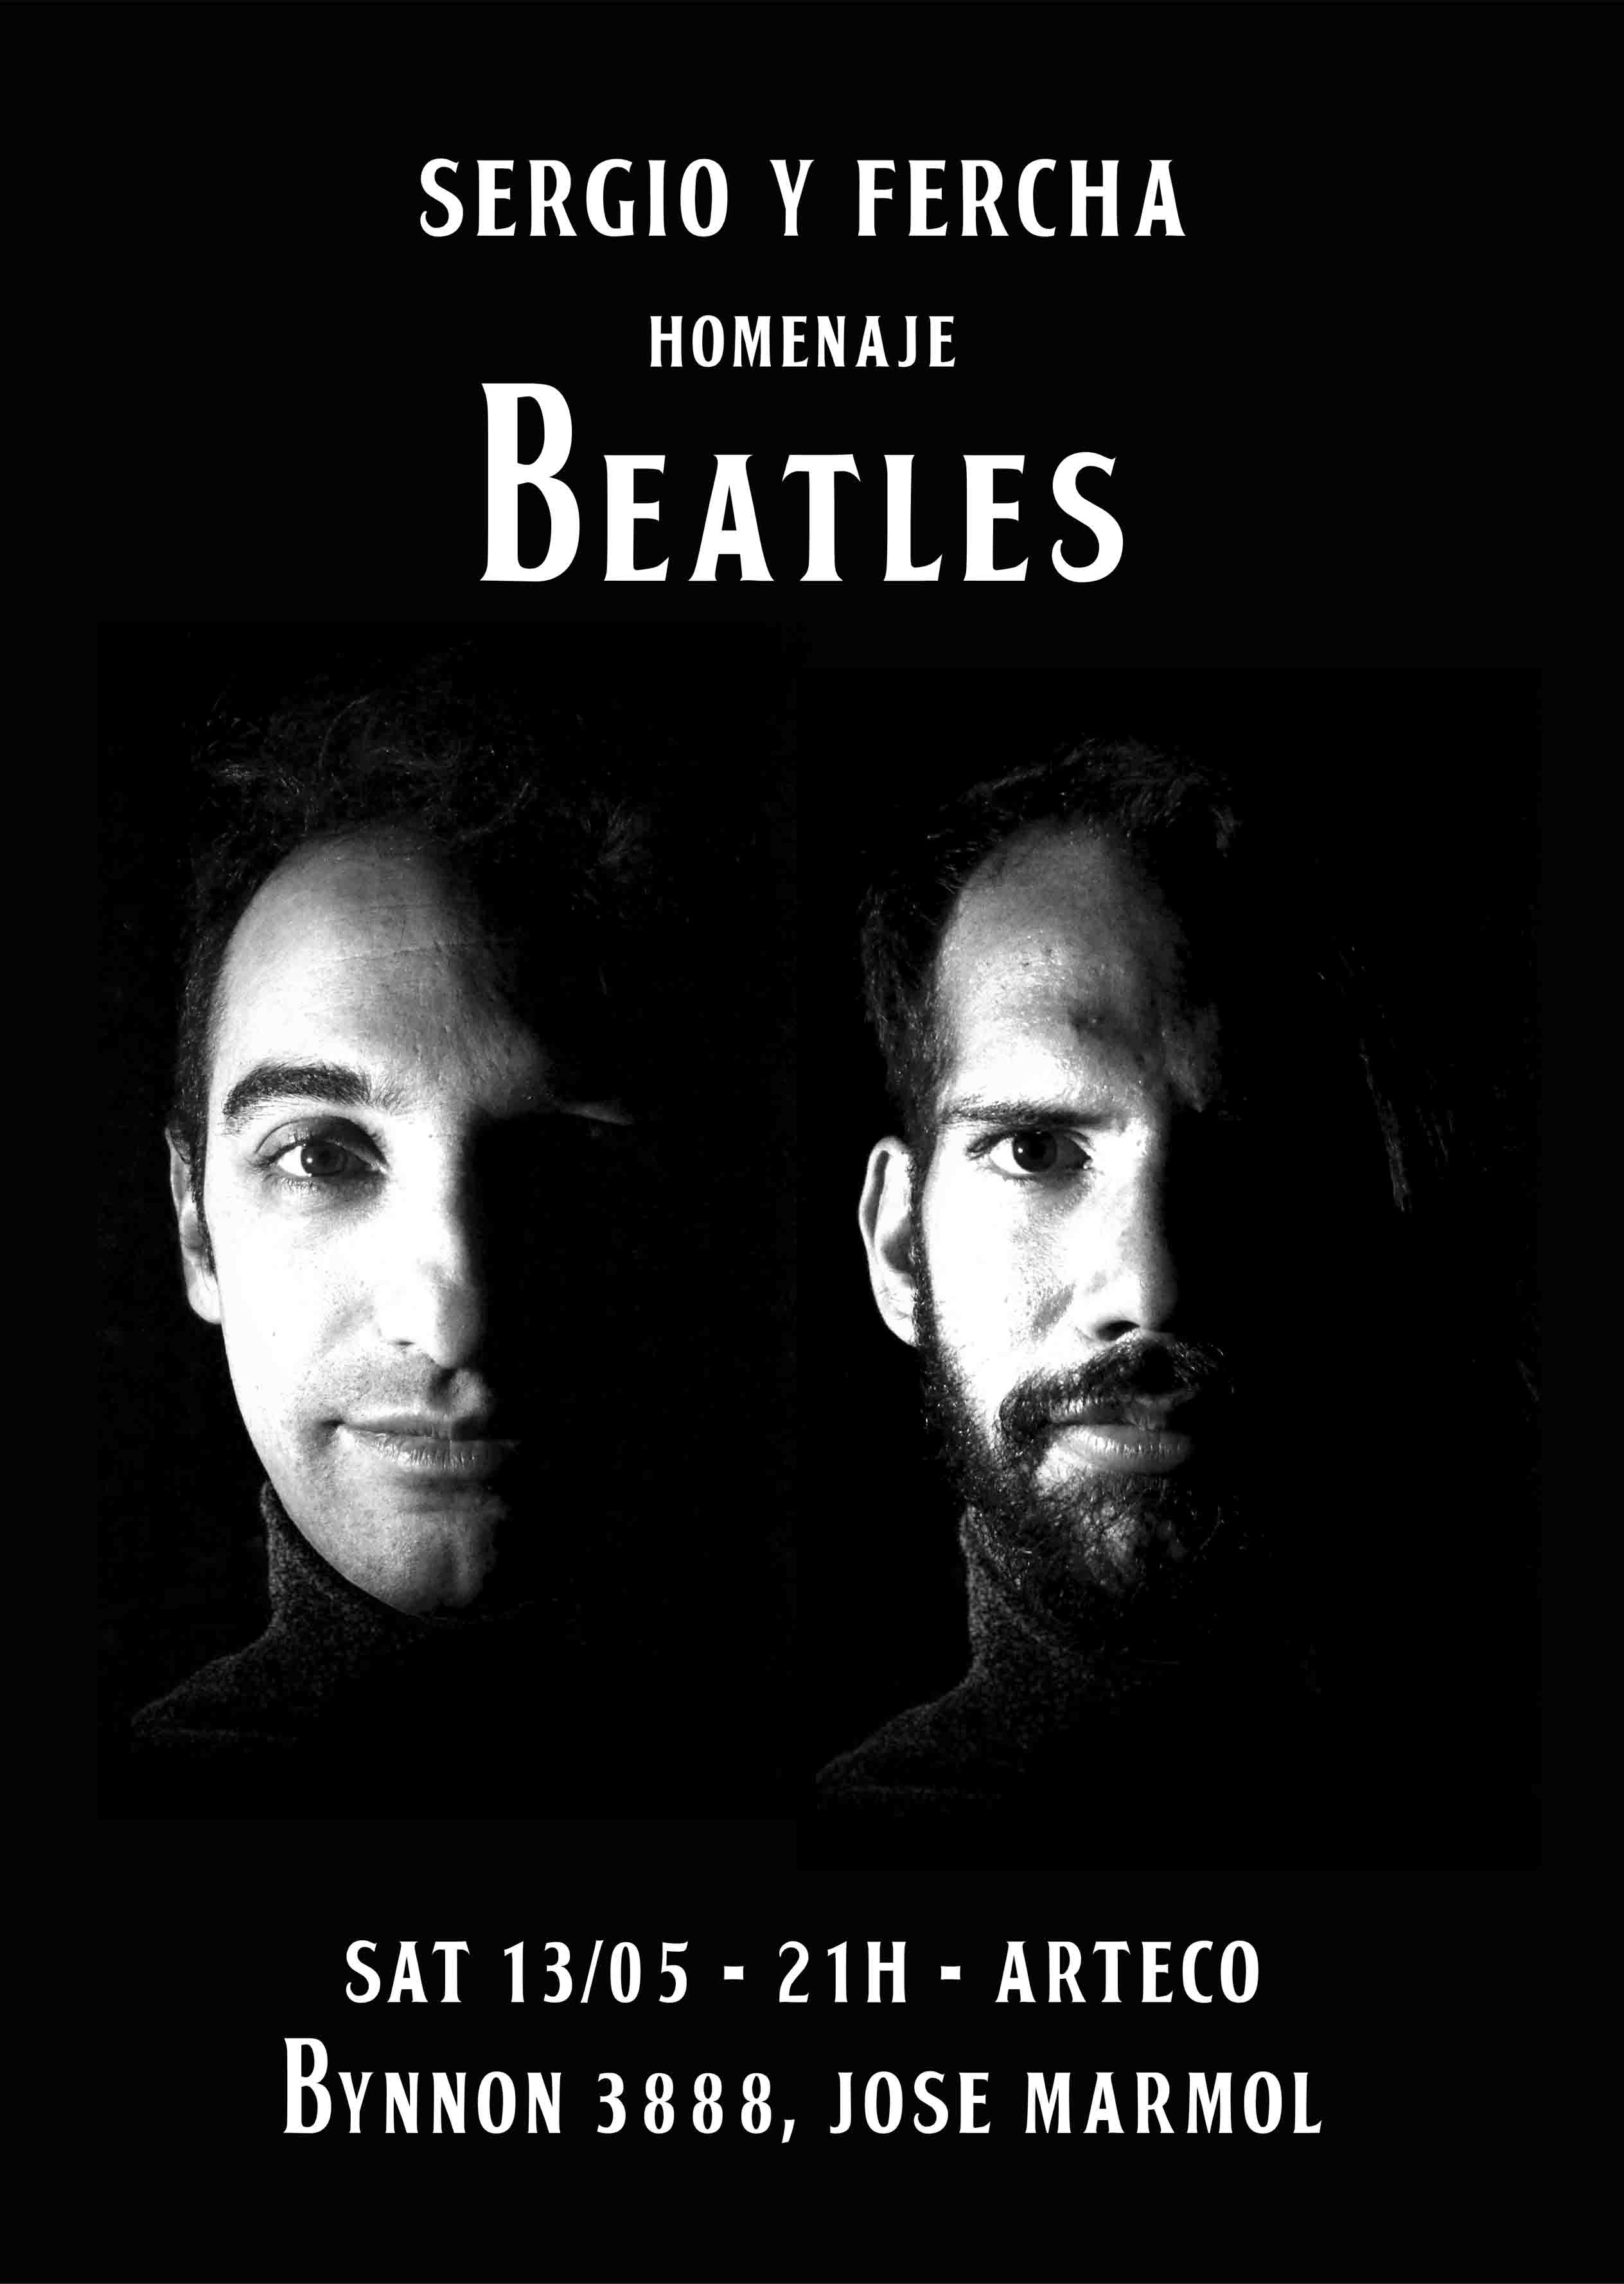 SERGIO Y FERCHA
HOMENAJE
BEATLES
SAT 13/05 - 21H - ARTECO
BYNNON 3888, JOSE MARMOL